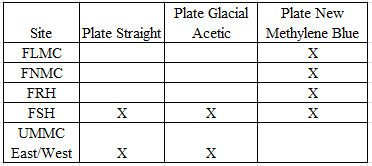 Site Plate Straight Plate Glacial Acetic Plate New Methylene Blue
FLMC X
FNMC X
FRH X
FSH X X X
UMMC East/West X X